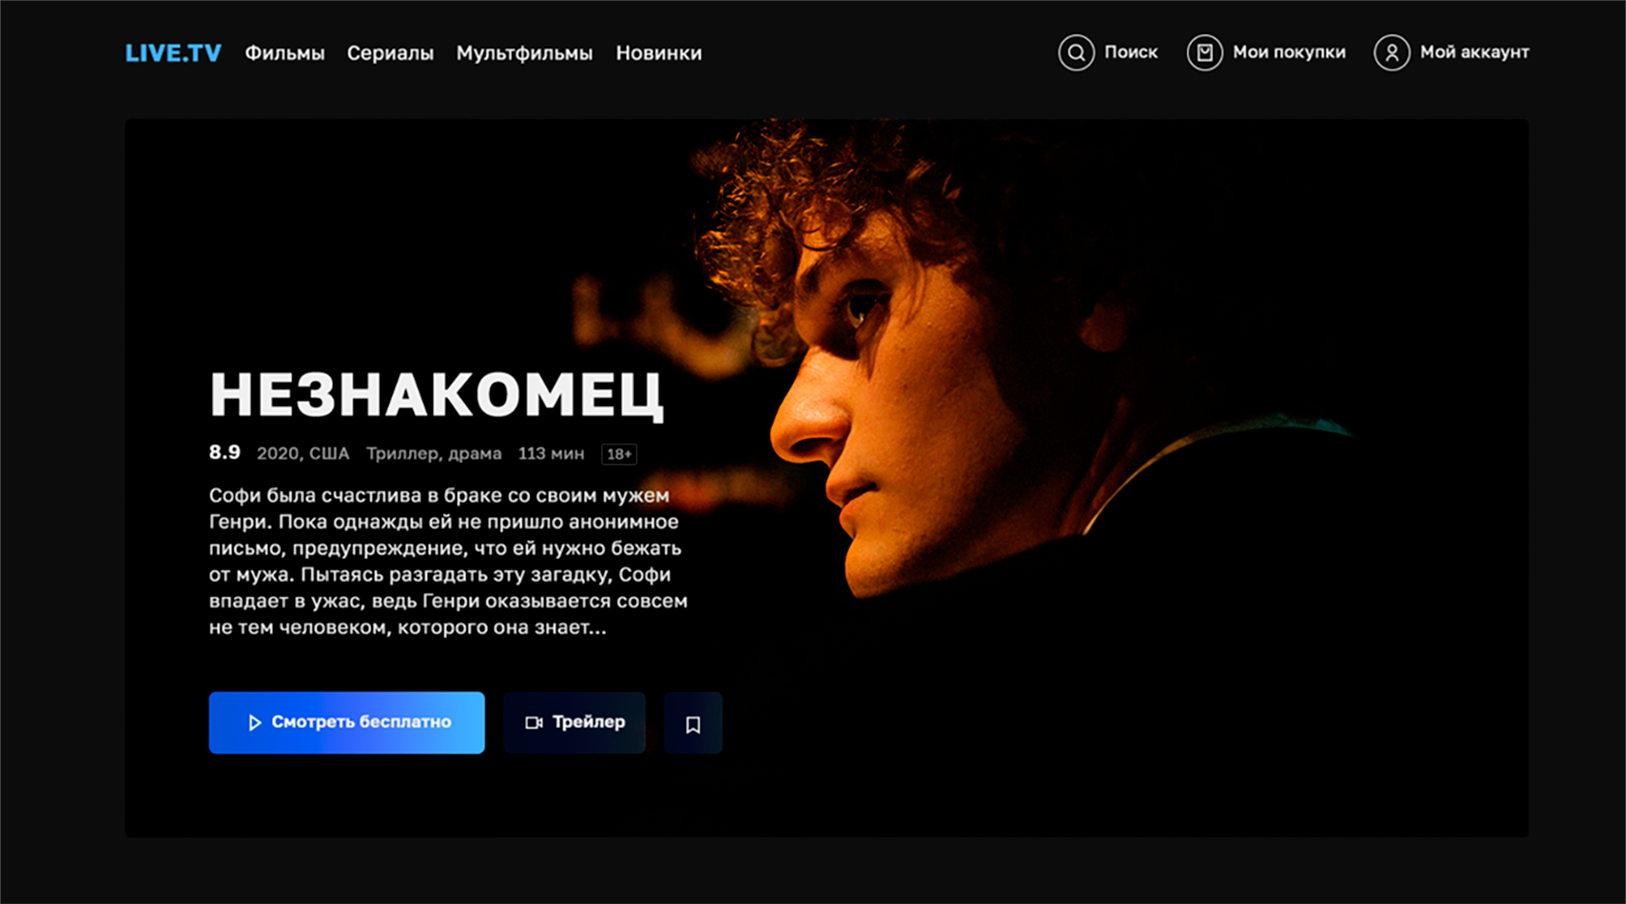 LIVE.TV Фильмы Сериалы Мультфильмы Новинки Поиск Мои покупки Мой аккаунт
НЕЗНАКОМЕЦ
8.9 2020, США Триллер, драма 113 мин 18+
Софи была счастлива в браке со своим мужем
Генри. Пока однажды ей не пришло анонимное
письмо, предупреждение, что ей нужно бежать
от мужа. Пытаясь разгадать эту загадку, Софи
впадает в ужас, ведь Генри оказывается совсем
не тем человеком, которого она знает...
Смотреть бесплатно Трейлер